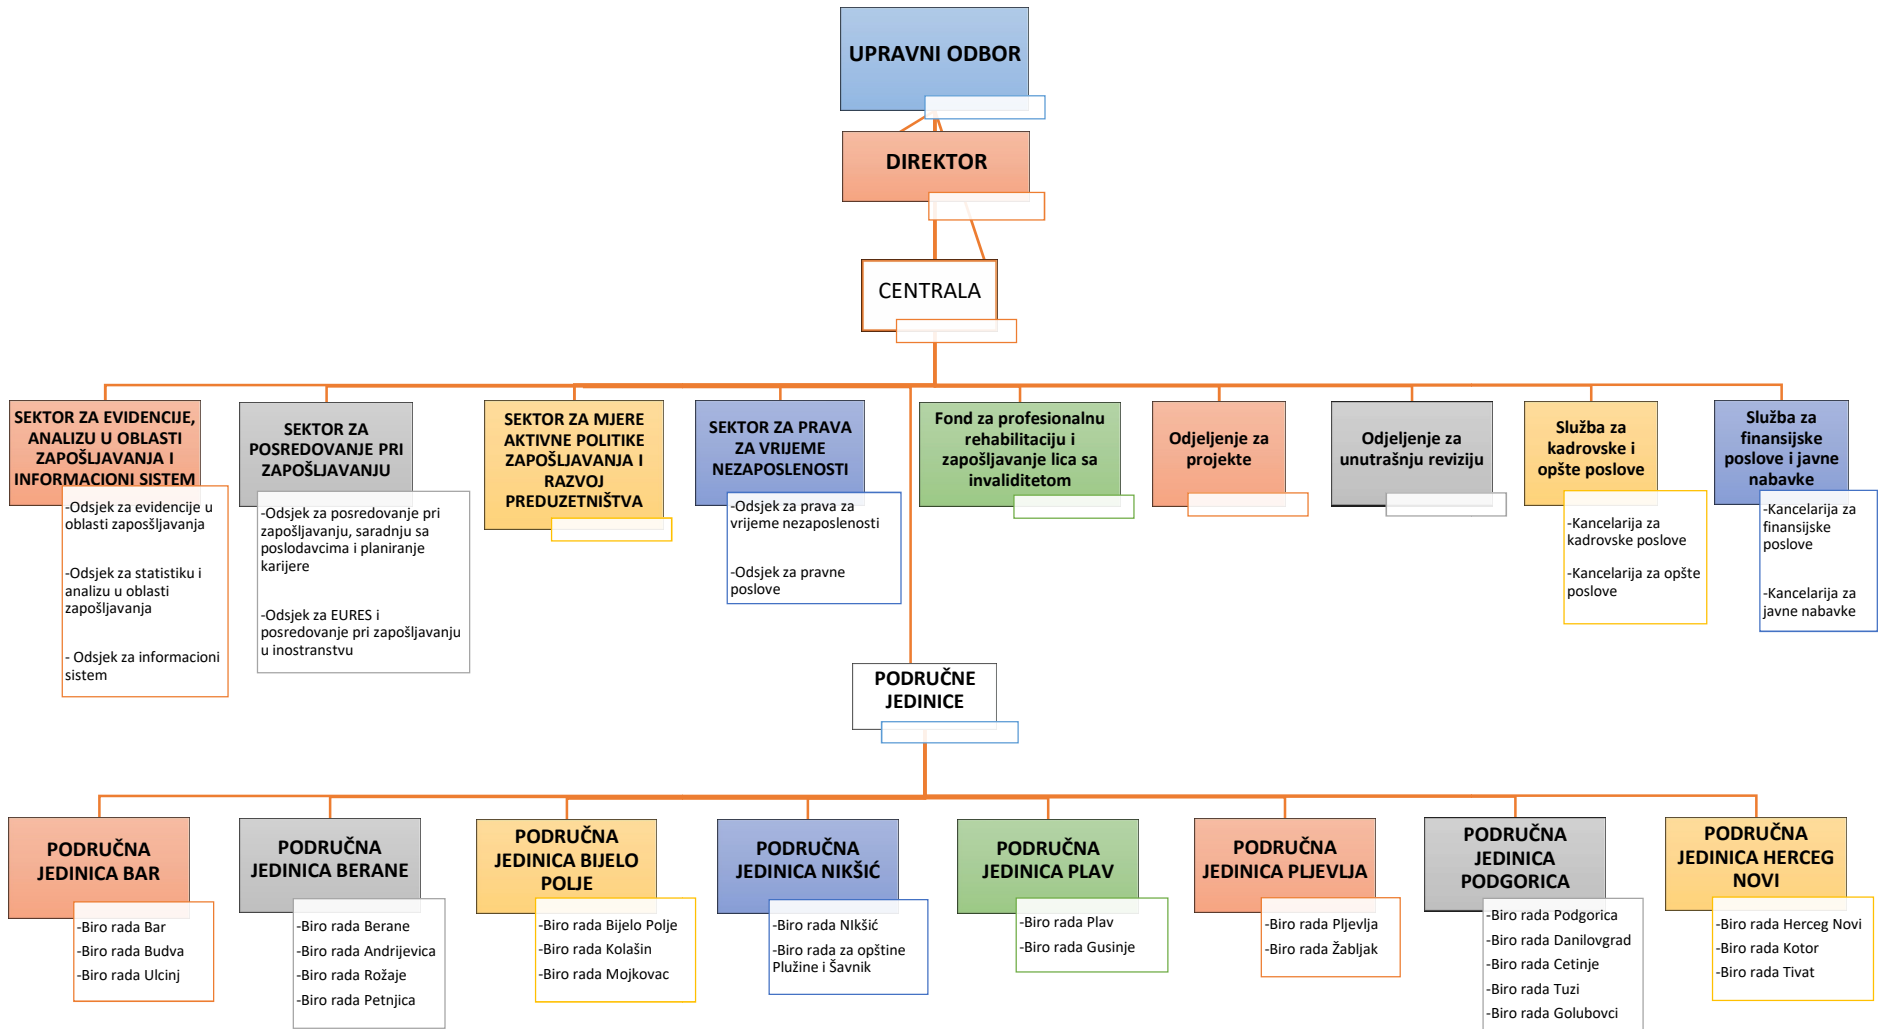 UPRAVNI ODBOR
DIREKTOR
CENTRALA
SEKTOR ZA EVIDENCIJE,
ANALIZU U OBLASTI
ZAPOŠLJAVANJA I
INFORMACIONI SISTEM
-Odsjek za evidencije u
oblasti zaposšljavanja
-Odsjek za statistiku i
analizu u oblasti
zapošljavanja
- Odsjek za informacioni
sistem
SEKTOR ZA
POSREDOVANJE PRI
ZAPOŠLJAVANJU
-Odsjek za posredovanje pri
zapošljavanju, saradnju sa
poslodavcima i planiranje
karijere
-Odsjek za EURES i
posredovanje pri zapošljavanju
u inostranstvu
SEKTOR ZA MJERE
AKTIVNE POLITIKE
ZAPOŠLJAVANJA I
RAZVOJ
PREDUZETNIŠTVA
SEKTOR ZA PRAVA
ZA VRIJEME
NEZAPOSLENOSTI
-Odsjek za prava za
vrijeme nezaposlenosti
-Odsjek za pravne
poslove
Fond za profesionalnu
rehabilitaciju i
zapošljavanje lica sa
invaliditetom
Odjeljenje za
projekte
Odjeljenje za
unutrašnju reviziju
Služba za
kadrovske i
opšte poslove
-Kancelarija za
kadrovske poslove
-Kancelarija za opšte
poslove
Služba za
finansijske
poslove i javne
nabavke
-Kancelarija za
finansijske
poslove
-Kancelarija za
javne nabavke
PODRUČNE
JEDINICE
PODRUČNA
JEDINICA BAR
-Biro rada Bar
-Biro rada Budva
-Biro rada Ulcinj
PODRUČNA
JEDINICA BERANE
-Biro rada Berane
-Biro rada Andrijevica
-Biro rada Rožaje
-Biro rada Petnjica
PODRUČNA
JEDINICA BIJELO
POLJE
-Biro rada Bijelo Polje
-Biro rada Kolašin
-Biro rada Mojkovac
PODRUČNA
JEDINICA NIKŠIĆ
-Biro rada NIkšić
-Biro rada za opštine
Plužine i Šavnik
PODRUČNA
JEDINICA PLAV
-Biro rada Plav
-Biro rada Gusinje
PODRUČNA
JEDINICA PLJEVLJA
-Biro rada Pljevlja
-Biro rada Žabljak
PODRUČNA
JEDINICA
PODGORICA
-Biro rada Podgorica
-Biro rada Danilovgrad
-Biro rada Cetinje
-Biro rada Tuzi
-Biro rada Golubovci
PODRUČNA
JEDINICA HERCEG
NOVI
-Biro rada Herceg Novi
-Biro rada Kotor
-Biro rada Tivat